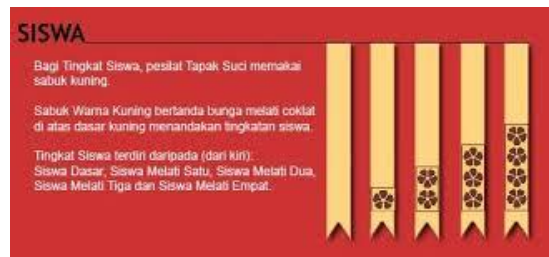 SISWA
Bagi Tingkat Siswa, pesilat Tapak Suci memakai
sabuk kuning.
Sabuk Warna Kuning bertanda bunga melati coklat
di atas dasar kuning menandakan tingkatan siswa.
Tingkat Siswa terdiri daripada (dari kiri):
Siswa Dasar, Siswa Melati Satu, Siswa Melati Dua,
Siswa Melati Tiga dan Siswa Melati Empat.